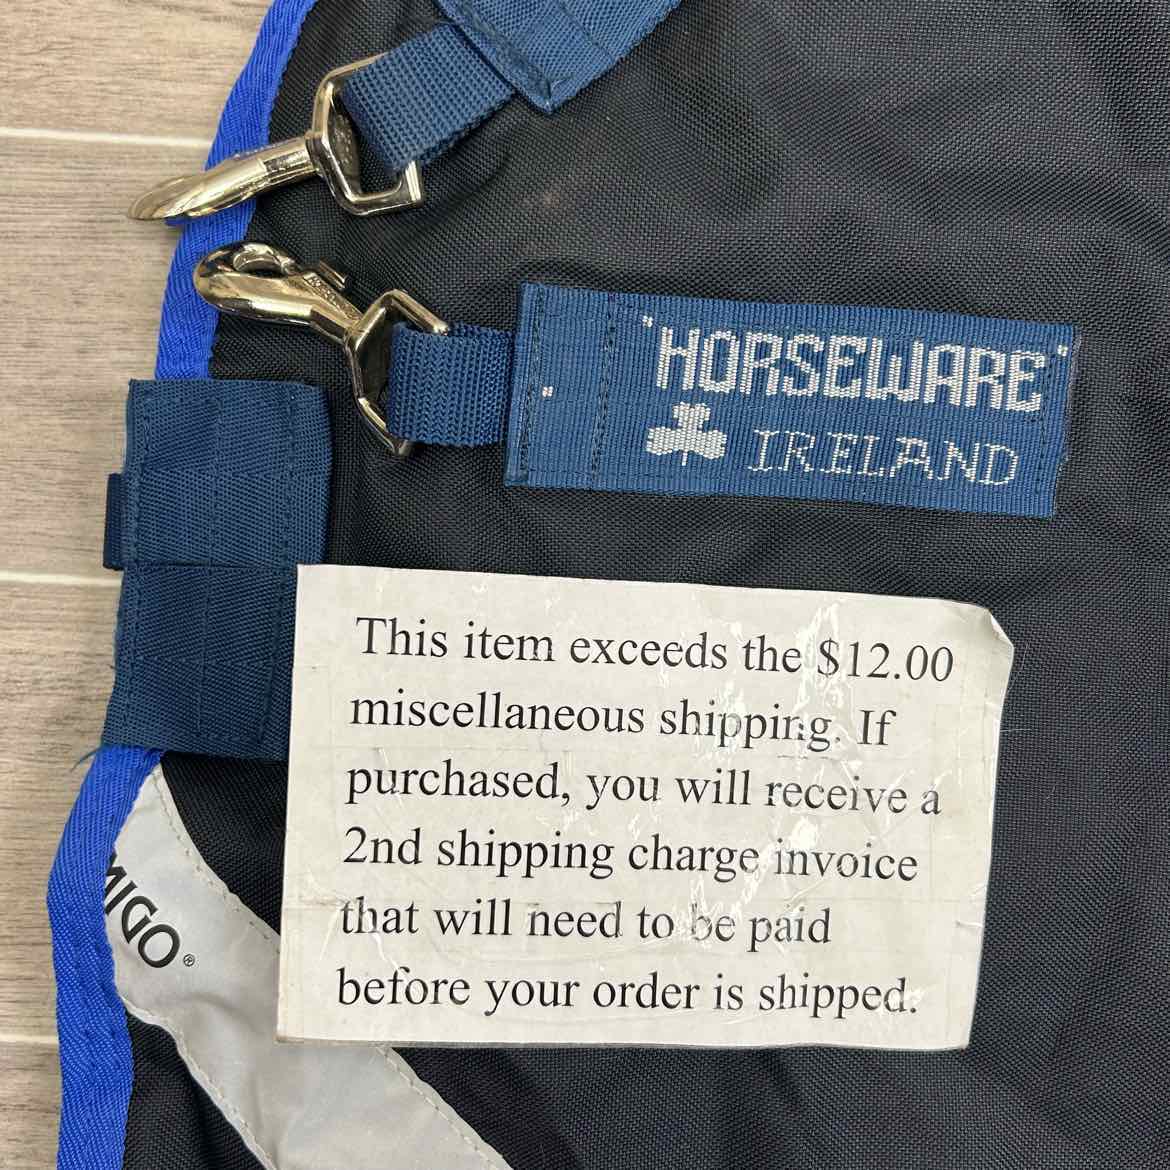 "HORSEWARE"
IRELAND
This item exceeds the $12.00
miscellaneous shipping. If
purchased, you will receive a
2nd shipping charge invoice
that will need to be paid
before your order is shipped.
MIGO®